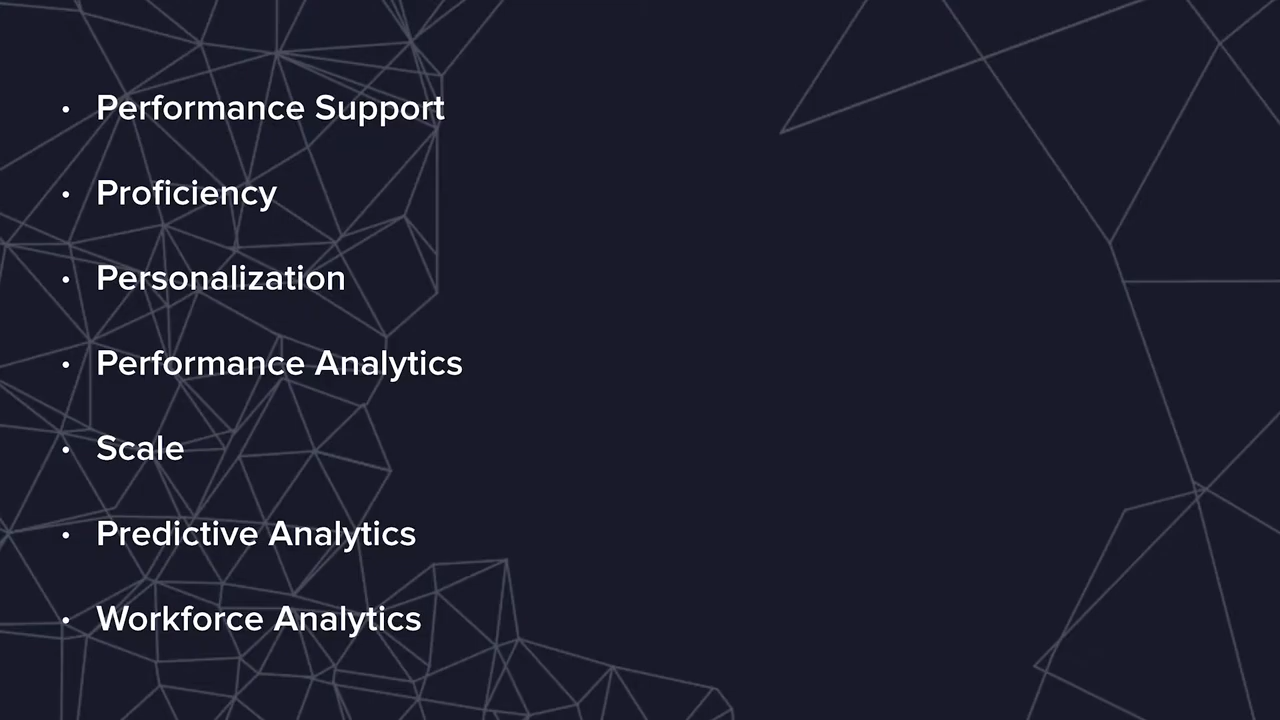 • Performance Support
• Proficiency
• Personalization
• Performance Analytics
• Scale
• Predictive Analytics
• Workforce Analytics